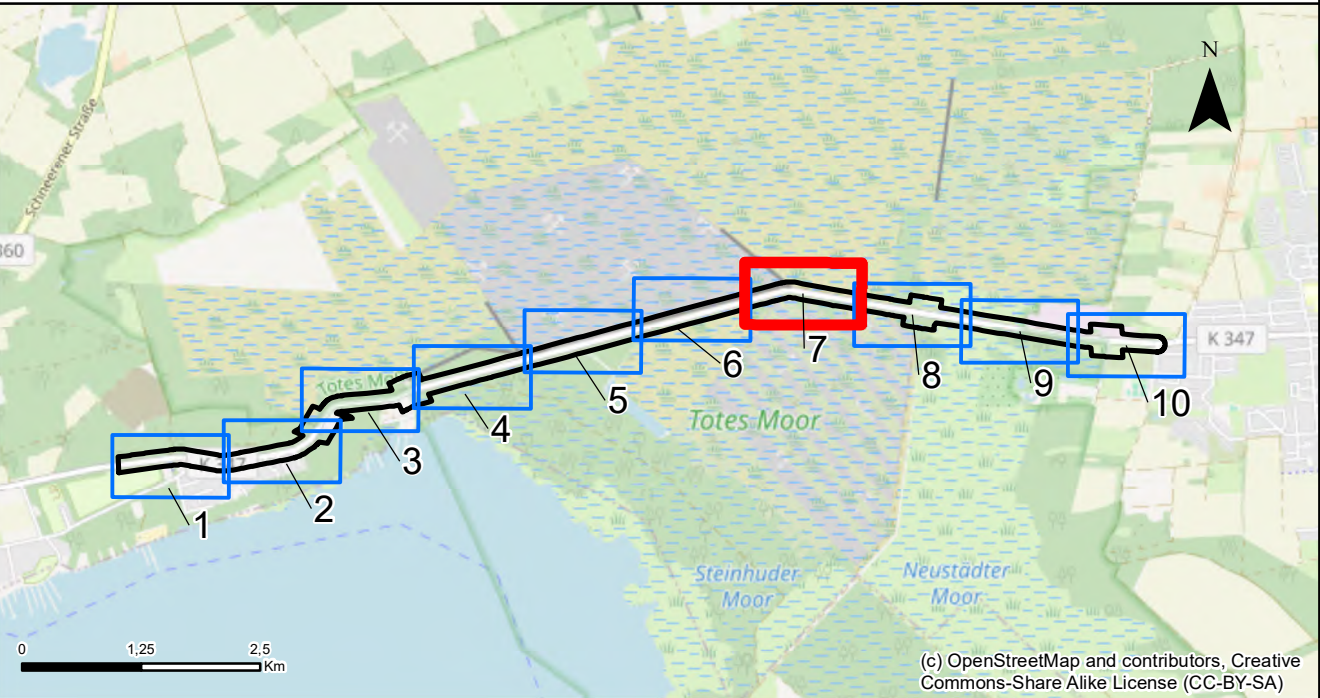 N
Schneerener Straße
360
K 347
Totes Moor
1
2
3
4
5
6
7
8
9
10
Totes Moor
Steinhuder
Moor
Neustädter
Moor
0 1,25 2,5
Km
(c) OpenStreetMap and contributors, Creative
Commons-Share Alike License (CC-BY-SA)